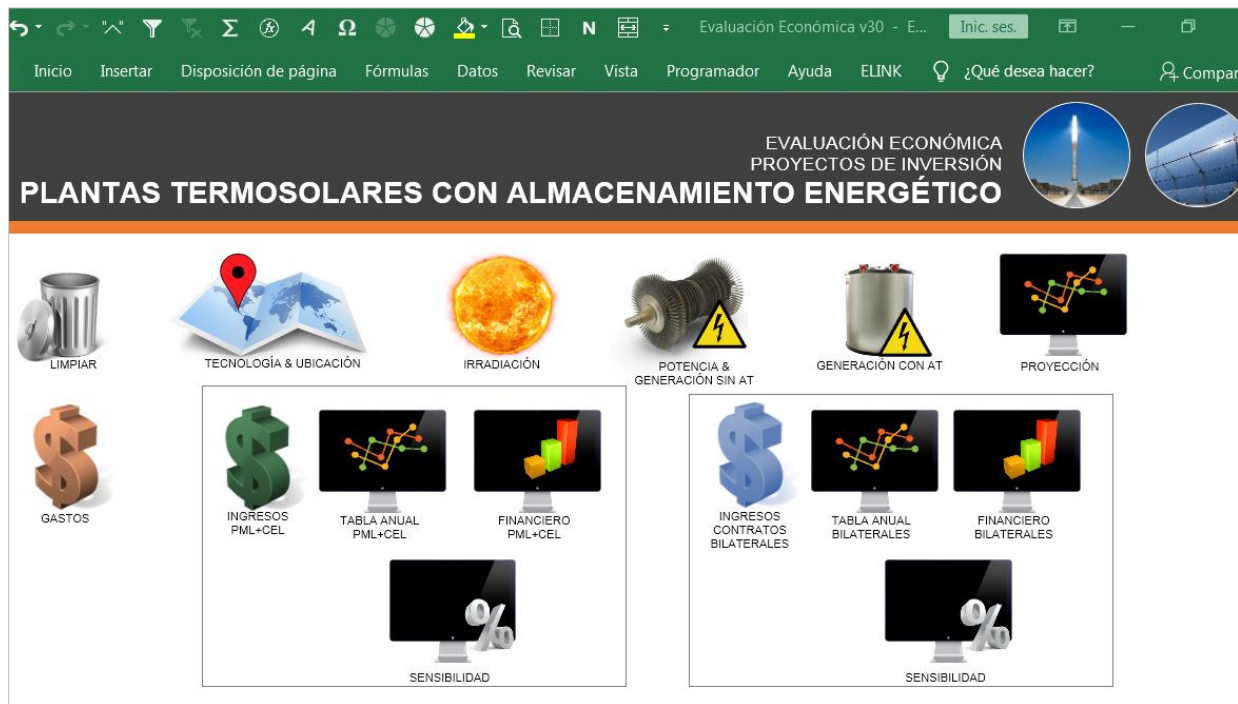 Evaluación Económica v30 - E...
Inic. ses.
Inicio Insertar Disposición de página Fórmulas Datos Revisar Vista Programador Ayuda ELINK ¿Qué desea hacer? Compar
EVALUACIÓN ECONÓMICA
PROYECTOS DE INVERSIÓN
PLANTAS TERMOSOLARES CON ALMACENAMIENTO ENERGÉTICO
LIMPIAR
TECNOLOGÍA & UBICACIÓN
IRRADIACIÓN
POTENCIA &
GENERACIÓN SIN AT
GENERACIÓN CON AT
PROYECCIÓN
GASTOS
INGRESOS
PML+CEL
TABLA ANUAL
PML+CEL
FINANCIERO
PML+CEL
SENSIBILIDAD
INGRESOS
CONTRATOS
BILATERALES
TABLA ANUAL
BILATERALES
FINANCIERO
BILATERALES
SENSIBILIDAD